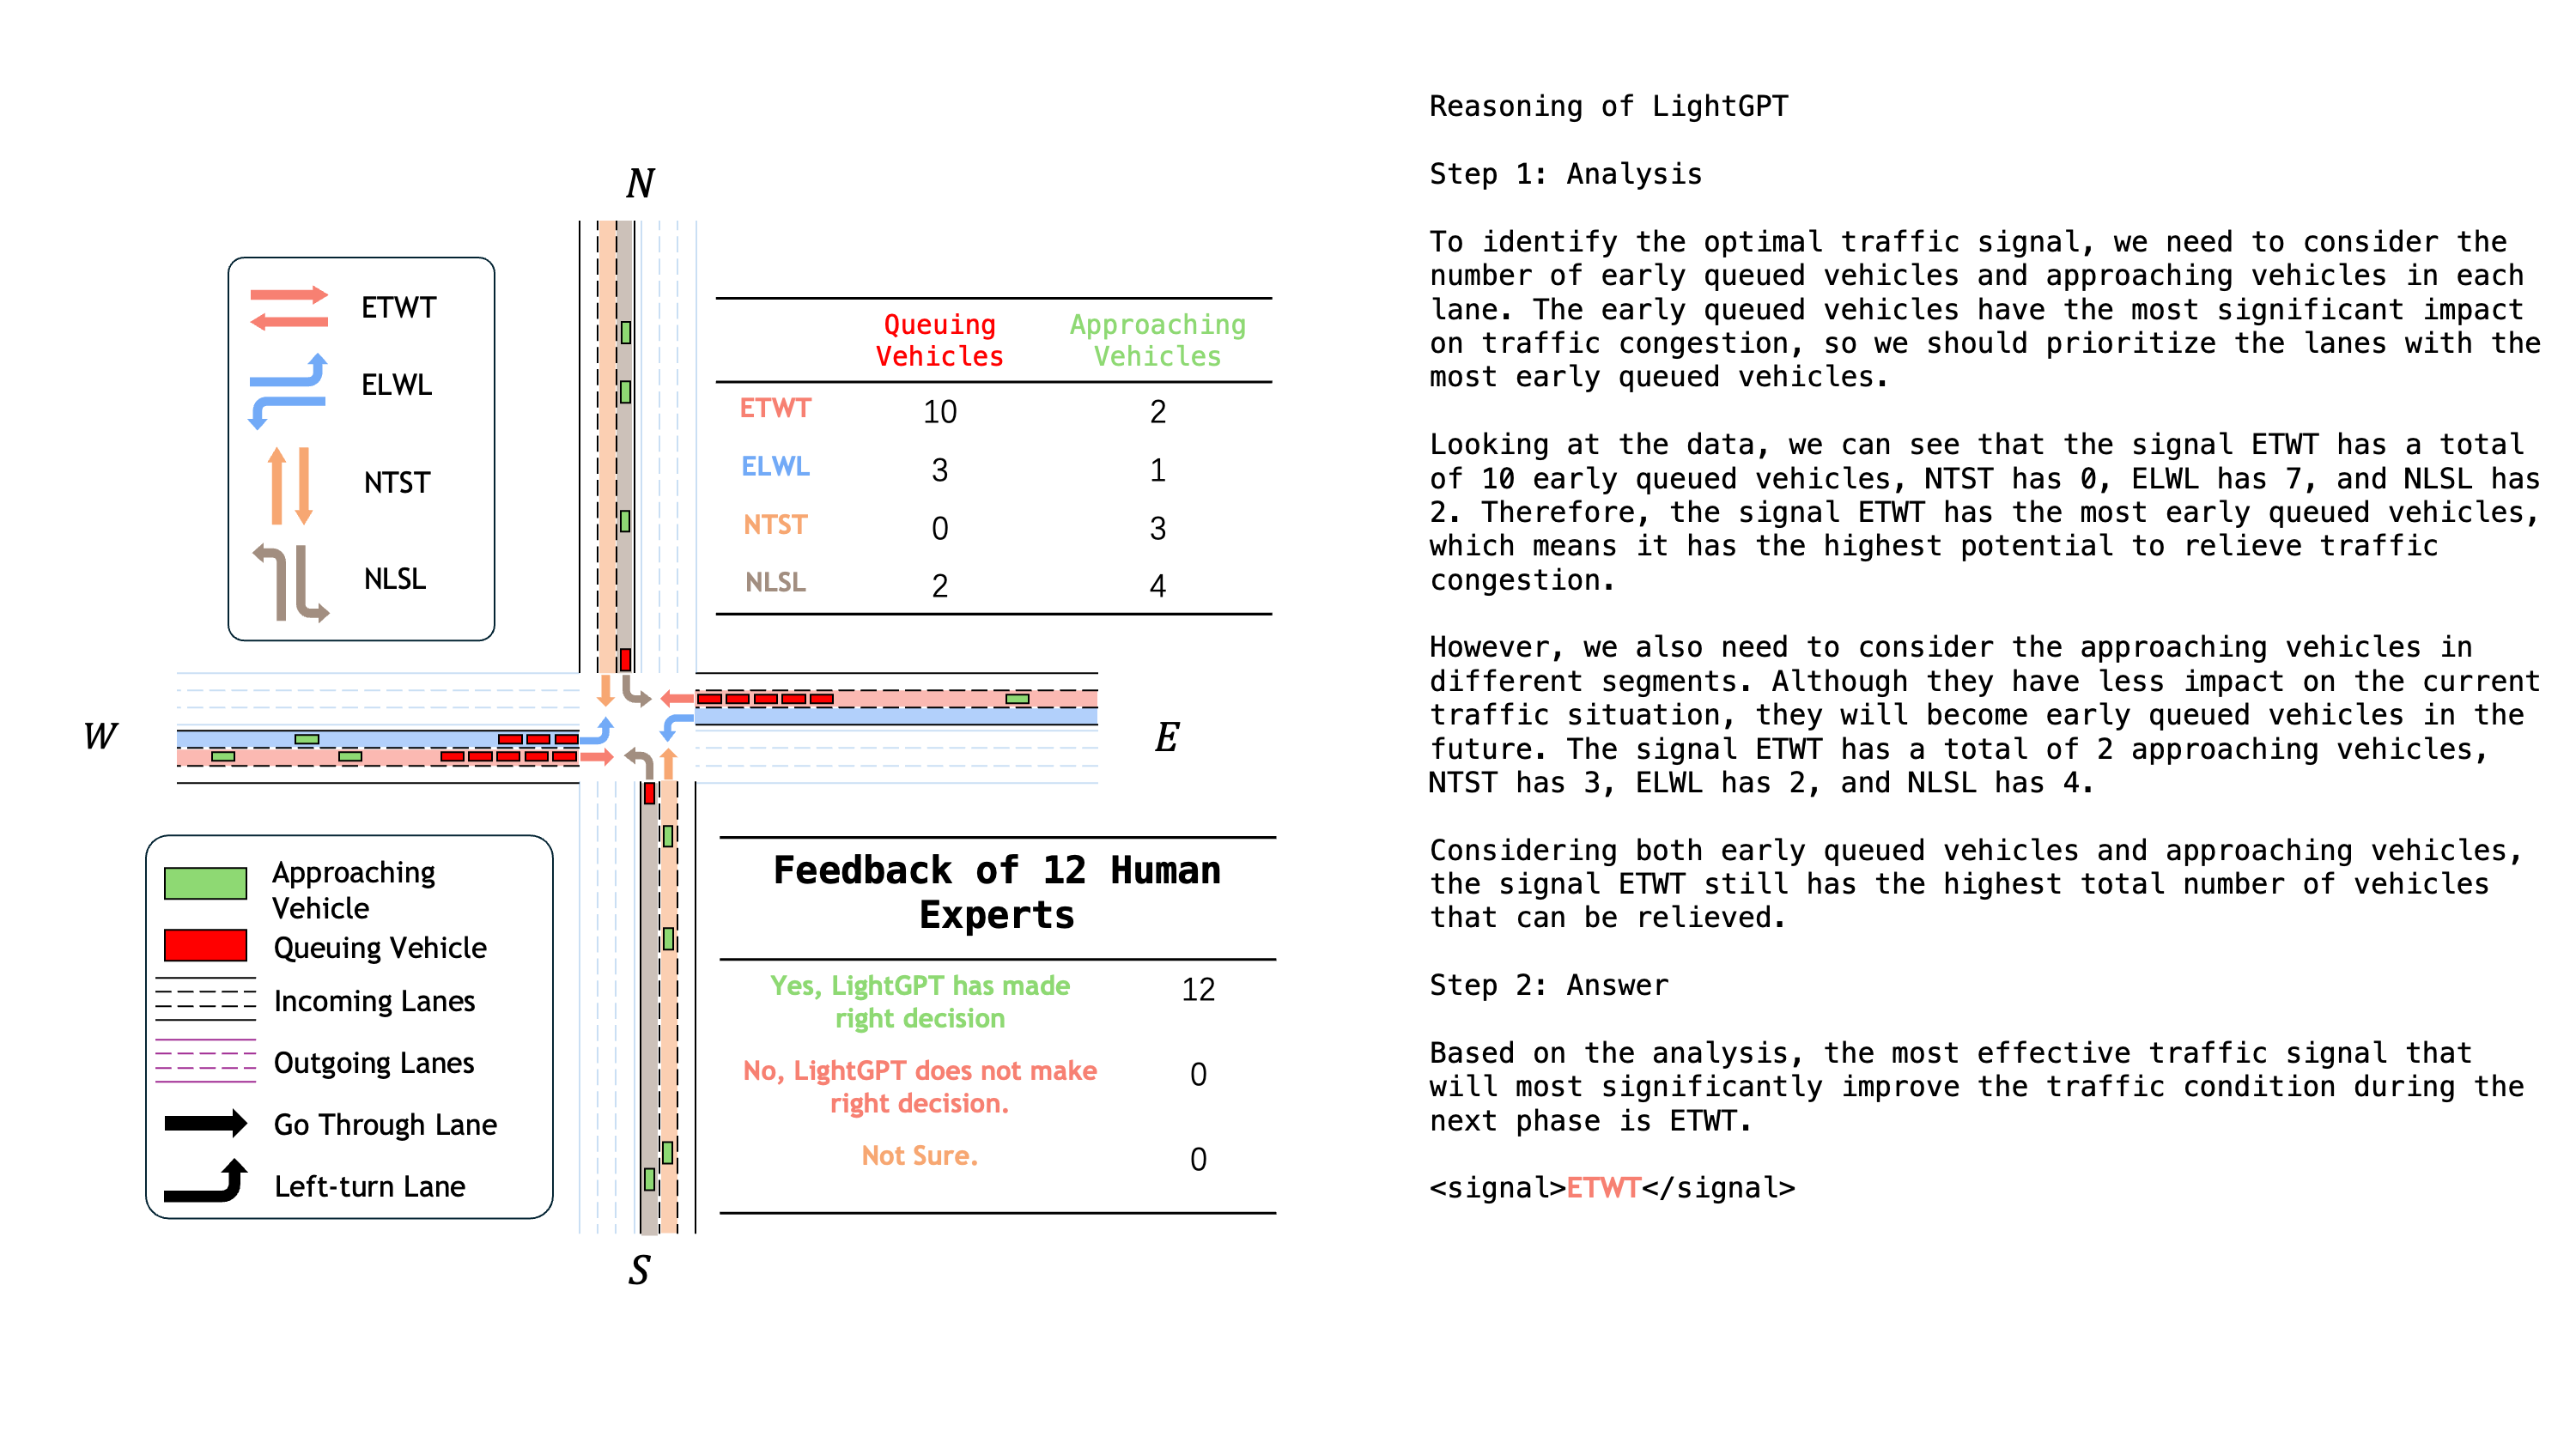 N
ETWT
ELWL
NTST
NLSL
Queuing Approaching
Vehicles Vehicles
ETWT 10 2
ELWL 3 1
NTST 0 3
NLSL 2 4
W
E
Approaching
Vehicle
Queuing Vehicle
Incoming Lanes
Outgoing Lanes
Go Through Lane
Left-turn Lane
Feedback of 12 Human
Experts
Yes, LightGPT has made 12
right decision
No, LightGPT does not make 0
right decision.
Not Sure. 0
S
Reasoning of LightGPT
Step 1: Analysis
To identify the optimal traffic signal, we need to consider the
number of early queued vehicles and approaching vehicles in each
lane. The early queued vehicles have the most significant impact
on traffic congestion, so we should prioritize the lanes with the
most early queued vehicles.
Looking at the data, we can see that the signal ETWT has a total
of 10 early queued vehicles, NTST has 0, ELWL has 7, and NLSL has
2. Therefore, the signal ETWT has the most early queued vehicles,
which means it has the highest potential to relieve traffic
congestion.
However, we also need to consider the approaching vehicles in
different segments. Although they have less impact on the current
traffic situation, they will become early queued vehicles in the
future. The signal ETWT has a total of 2 approaching vehicles,
NTST has 3, ELWL has 2, and NLSL has 4.
Considering both early queued vehicles and approaching vehicles,
the signal ETWT still has the highest total number of vehicles
that can be relieved.
Step 2: Answer
Based on the analysis, the most effective traffic signal that
will most significantly improve the traffic condition during the
next phase is ETWT.
&lt;signal&gt;ETWT&lt;/signal&gt;